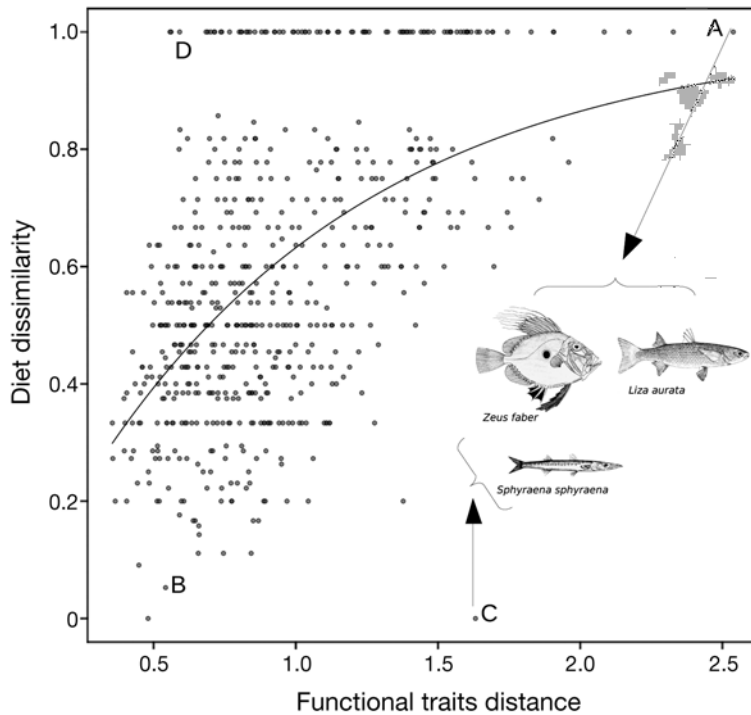 1.0
0.8
0.6
0.4
0.2
0
Diet dissimilarity
0.5
1.0
1.5
2.0
2.5
Functional traits distance
A
D
B
C
Zeus faber
Liza aurata
Sphyraena sphyraena